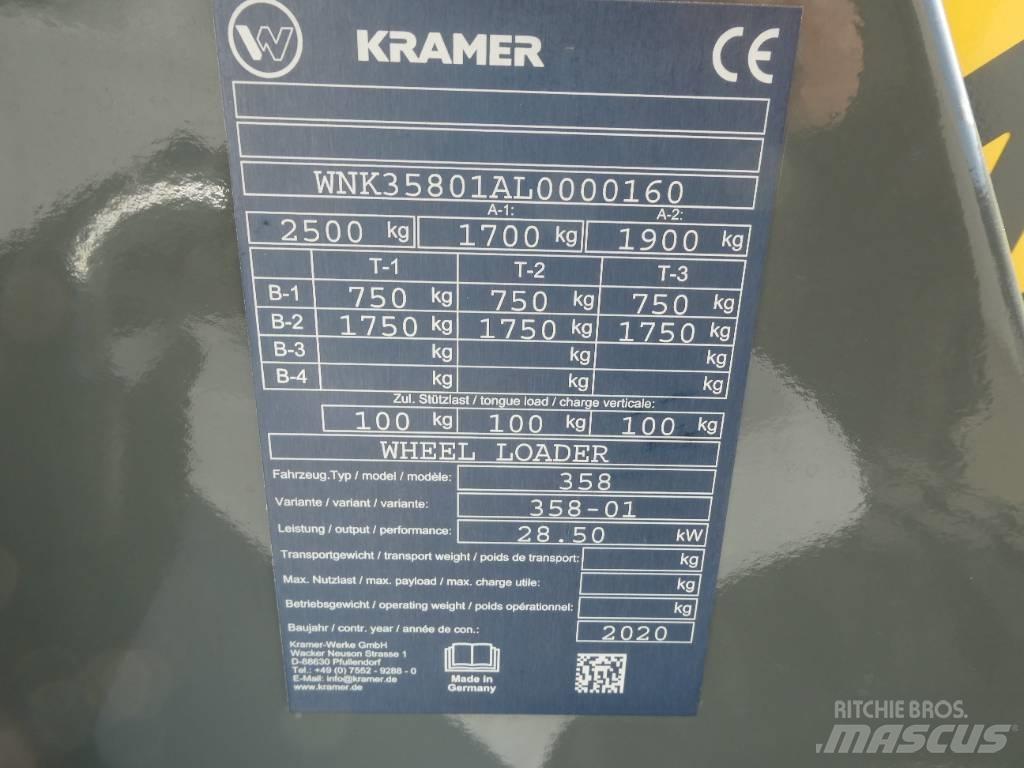 KRAMER CE
WNK35801AL0000160
A-1: A-2:
2500 kg 1700 kg 1900 kg
T-1 T-2 T-3
B-1 750 kg 750 kg 750 kg
B-2 1750 kg 1750 kg 1750 kg
B-3 kg kg kg
B-4 kg kg kg
Zul. Stützlast / tongue load / charge verticale:
100 kg 100 kg 100 kg
WHEEL LOADER
Fahrzeug.Typ / model / modèle: 358
Variante / variant / variante: 358-01
Leistung / output / performance: 28.50 kW
Transportgewicht / transport weight / poids de transport: kg
Max. Nutzlast / max. payload / max. charge utile: kg
Betriebsgewicht / operating weight / poids opérationnel: kg
Baujahr / contr. year / année de con.: 2020
Kramer-Werke GmbH
Wacker Neuson Strasse 1
D-88630 Pfullendorf
Tel.: +49 (0) 7552 - 9288 - 0
E-Mail: info@kramer.de
www.kramer.de
Made in
Germany
RITCHIE BROS.
MASCUS